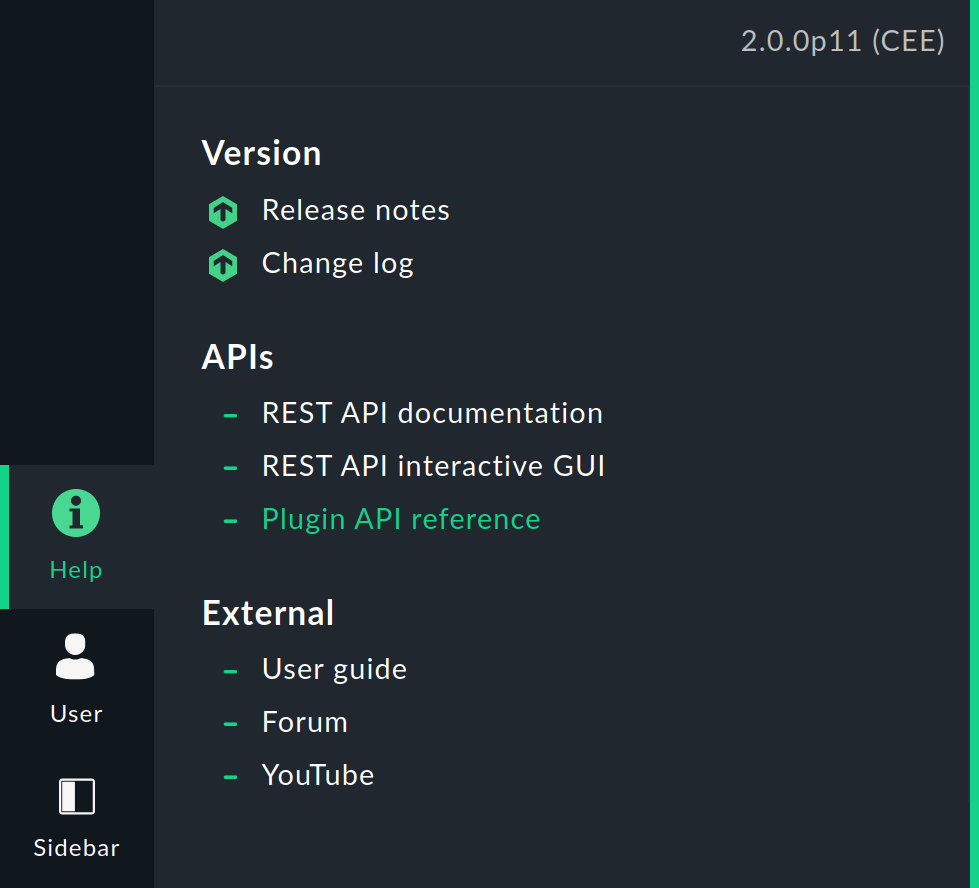 2.0.0p11 (CEE)
Version
Release notes
Change log
APIs
REST API documentation
REST API interactive GUI
Plugin API reference
External
User guide
Forum
YouTube
Help
User
Sidebar